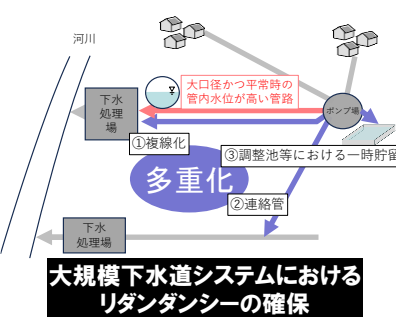 河川
大口径かつ平常時の
管内水位が高い管路
下水
処理
場
ポンプ場
①複線化
③調整池等における一時貯留
多重化
②連絡管
下水
処理場
大規模下水道システムにおける
リダンダンシーの確保